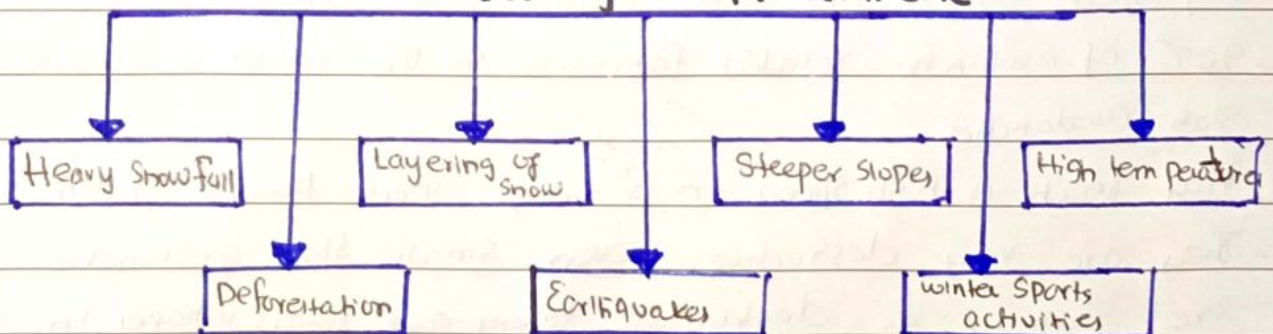 Heavy Snowfall
Layering of
snow
Steeper slopes
High temperature
Deforestation
Earthquakes
winter Sports
activities